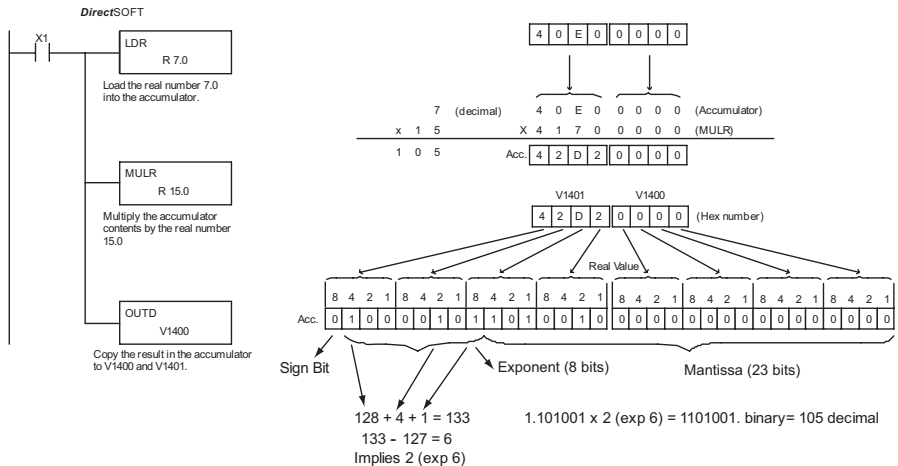 DirectSOFT
X1
LDR
R 7.0
Load the real number 7.0
into the accumulator.
MULR
R 15.0
Multiply the accumulator
contents by the real number
15.0
OUTD
V1400
Copy the result in the accumulator
to V1400 and V1401.
4 0 E 0 0 0 0 0
7 (decimal) 4 0 E 0 0 0 0 0 (Accumulator)
x 1 5 X 4 1 7 0 0 0 0 0 (MULR)
1 0 5 Acc. 4 2 D 2 0 0 0 0
V1401 V1400
4 2 D 2 0 0 0 0 (Hex number)
Real Value
8 4 2 1 8 4 2 1 8 4 2 1 8 4 2 1 8 4 2 1 8 4 2 1 8 4 2 1 8 4 2 1
Acc. 0 1 0 0 0 0 1 0 1 1 0 1 0 0 1 0 0 0 0 0 0 0 0 0 0 0 0 0 0 0 0 0
Sign Bit
Exponent (8 bits)
Mantissa (23 bits)
128 + 4 + 1 = 133
133 - 127 = 6
Implies 2 (exp 6)
1.101001 x 2 (exp 6) = 1101001. binary= 105 decimal